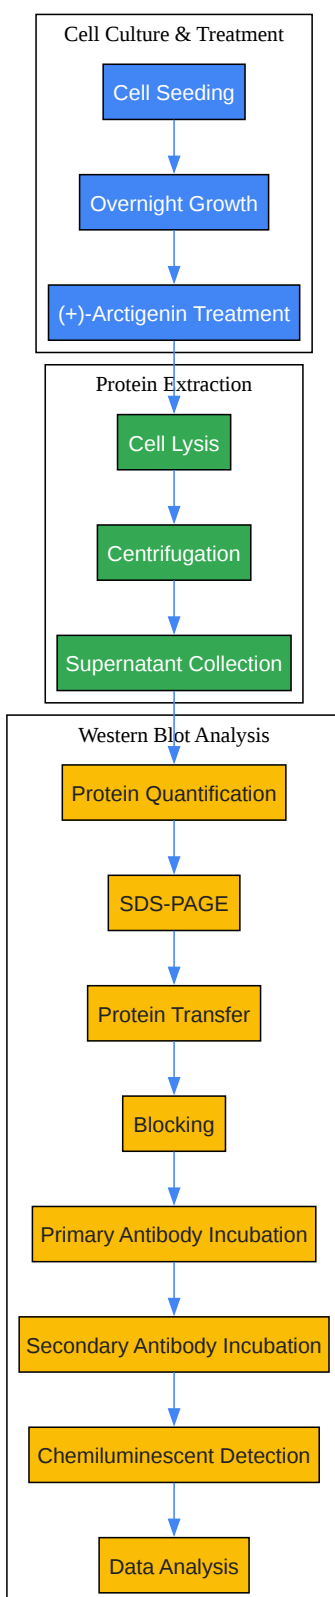 Cell Culture & Treatment
Cell Seeding
Overnight Growth
(+)-Arctigenin Treatment
Protein Extraction
Cell Lysis
Centrifugation
Supernatant Collection
Western Blot Analysis
Protein Quantification
SDS-PAGE
Protein Transfer
Blocking
Primary Antibody Incubation
Secondary Antibody Incubation
Chemiluminescent Detection
Data Analysis